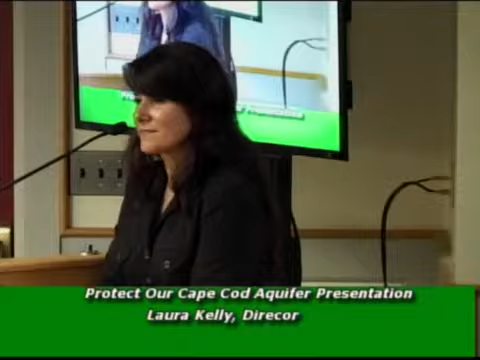 Protect Our Cape Cod Aquifer Presentation
Laura Kelly, Direcor